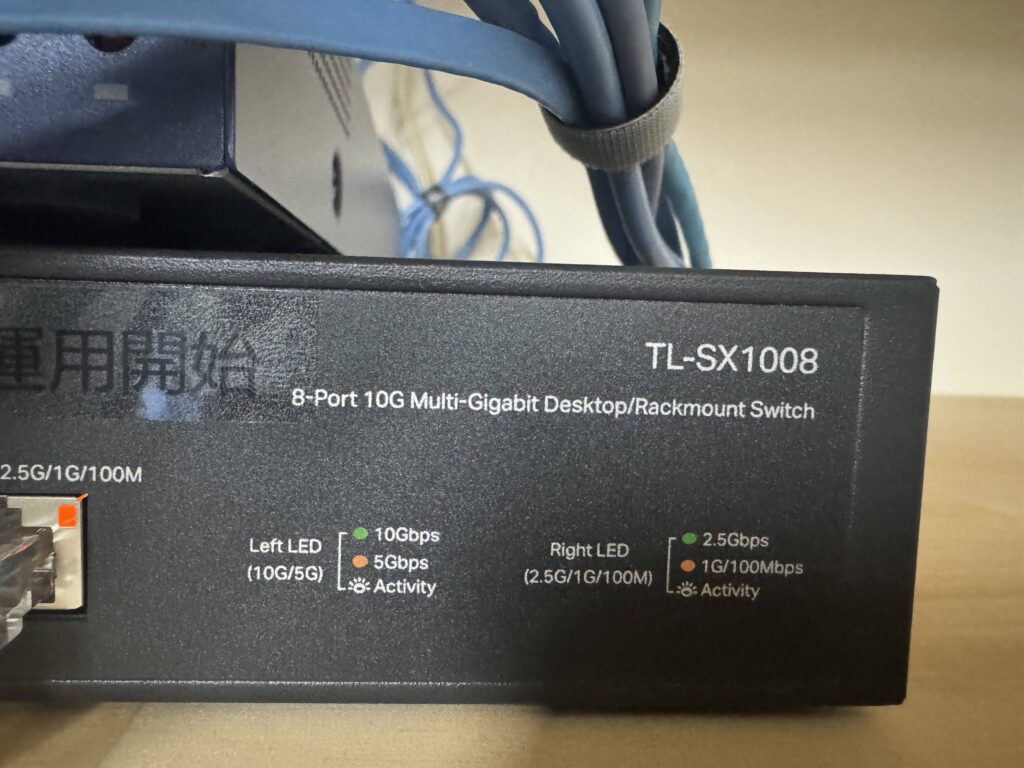 運用開始
TL-SX1008
8-Port 10G Multi-Gigabit Desktop/Rackmount Switch
2.5G/1G/100M
Left LED
(10G/5G)
10Gbps
5Gbps
Activity
Right LED
(2.5G/1G/100M)
2.5Gbps
1G/100Mbps
Activity